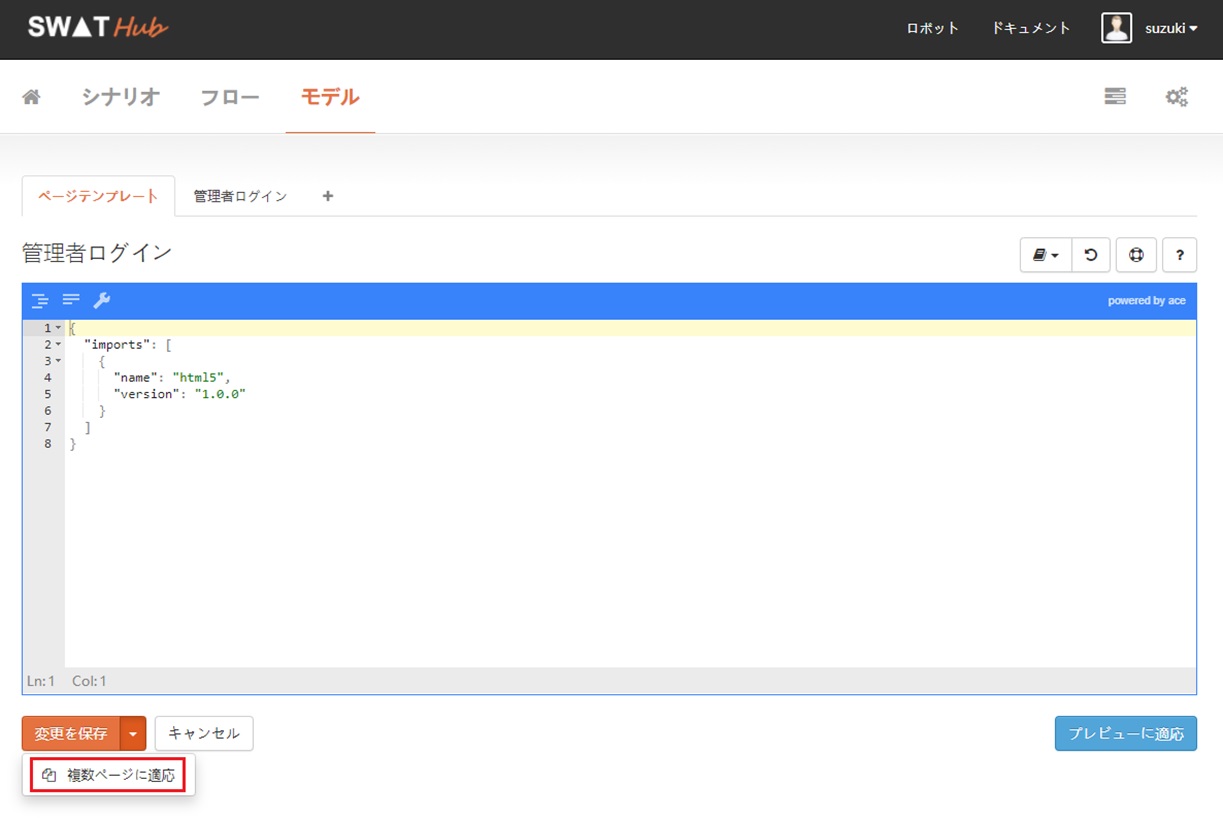 SWAT Hub
ロボット ドキュメント suzuki
シナリオ フロー モデル
ページテンプレート 管理者ログイン +
管理者ログイン
?
powered by ace
1 {
2 "imports": [
3 {
4 "name": "html5",
5 "version": "1.0.0"
6 }
7 ]
8 }
Ln: 1 Col: 1
変更を保存 キャンセル プレビューに適応
複数ページに適応